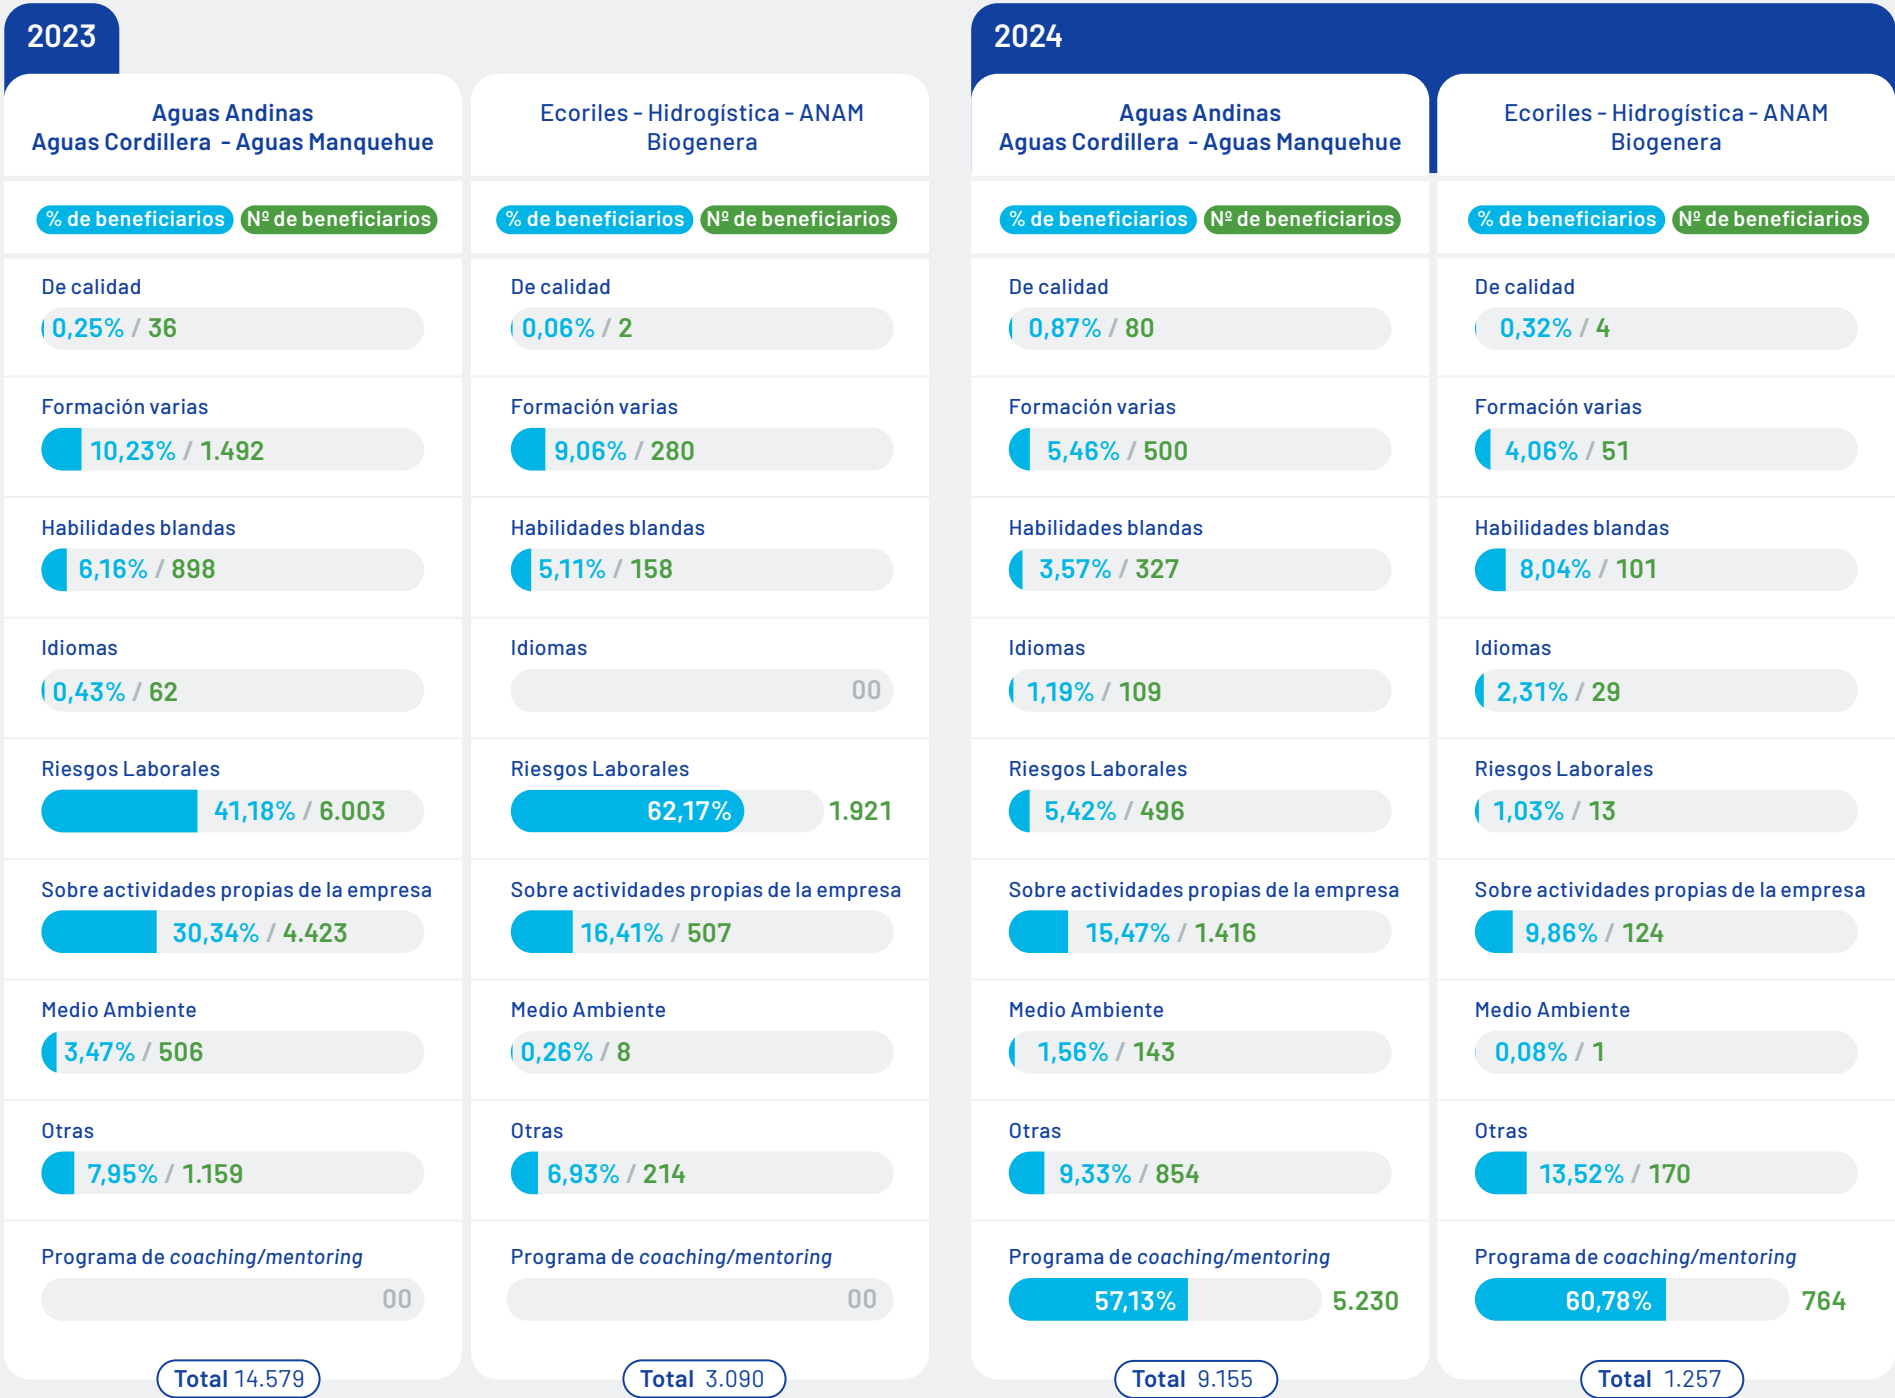 2023
Aguas Andinas
Aguas Cordillera - Aguas Manquehue
% de beneficiarios Nº de beneficiarios
De calidad
0,25% / 36
Formación varias
10,23% / 1.492
Habilidades blandas
6,16% / 898
Idiomas
0,43% / 62
Riesgos Laborales
41,18% / 6.003
Sobre actividades propias de la empresa
30,34% / 4.423
Medio Ambiente
3,47% / 506
Otras
7,95% / 1.159
Programa de coaching/mentoring
00
Total 14.579
Ecoriles - Hidrogística - ANAM
Biogenera
% de beneficiarios Nº de beneficiarios
De calidad
0,06% / 2
Formación varias
9,06% / 280
Habilidades blandas
5,11% / 158
Idiomas
00
Riesgos Laborales
62,17% 1.921
Sobre actividades propias de la empresa
16,41% / 507
Medio Ambiente
0,26% / 8
Otras
6,93% / 214
Programa de coaching/mentoring
00
Total 3.090
2024
Aguas Andinas
Aguas Cordillera - Aguas Manquehue
% de beneficiarios Nº de beneficiarios
De calidad
0,87% / 80
Formación varias
5,46% / 500
Habilidades blandas
3,57% / 327
Idiomas
1,19% / 109
Riesgos Laborales
5,42% / 496
Sobre actividades propias de la empresa
15,47% / 1.416
Medio Ambiente
1,56% / 143
Otras
9,33% / 854
Programa de coaching/mentoring
57,13% 5.230
Total 9.155
Ecoriles - Hidrogística - ANAM
Biogenera
% de beneficiarios Nº de beneficiarios
De calidad
0,32% / 4
Formación varias
4,06% / 51
Habilidades blandas
8,04% / 101
Idiomas
2,31% / 29
Riesgos Laborales
1,03% / 13
Sobre actividades propias de la empresa
9,86% / 124
Medio Ambiente
0,08% / 1
Otras
13,52% / 170
Programa de coaching/mentoring
60,78% 764
Total 1.257